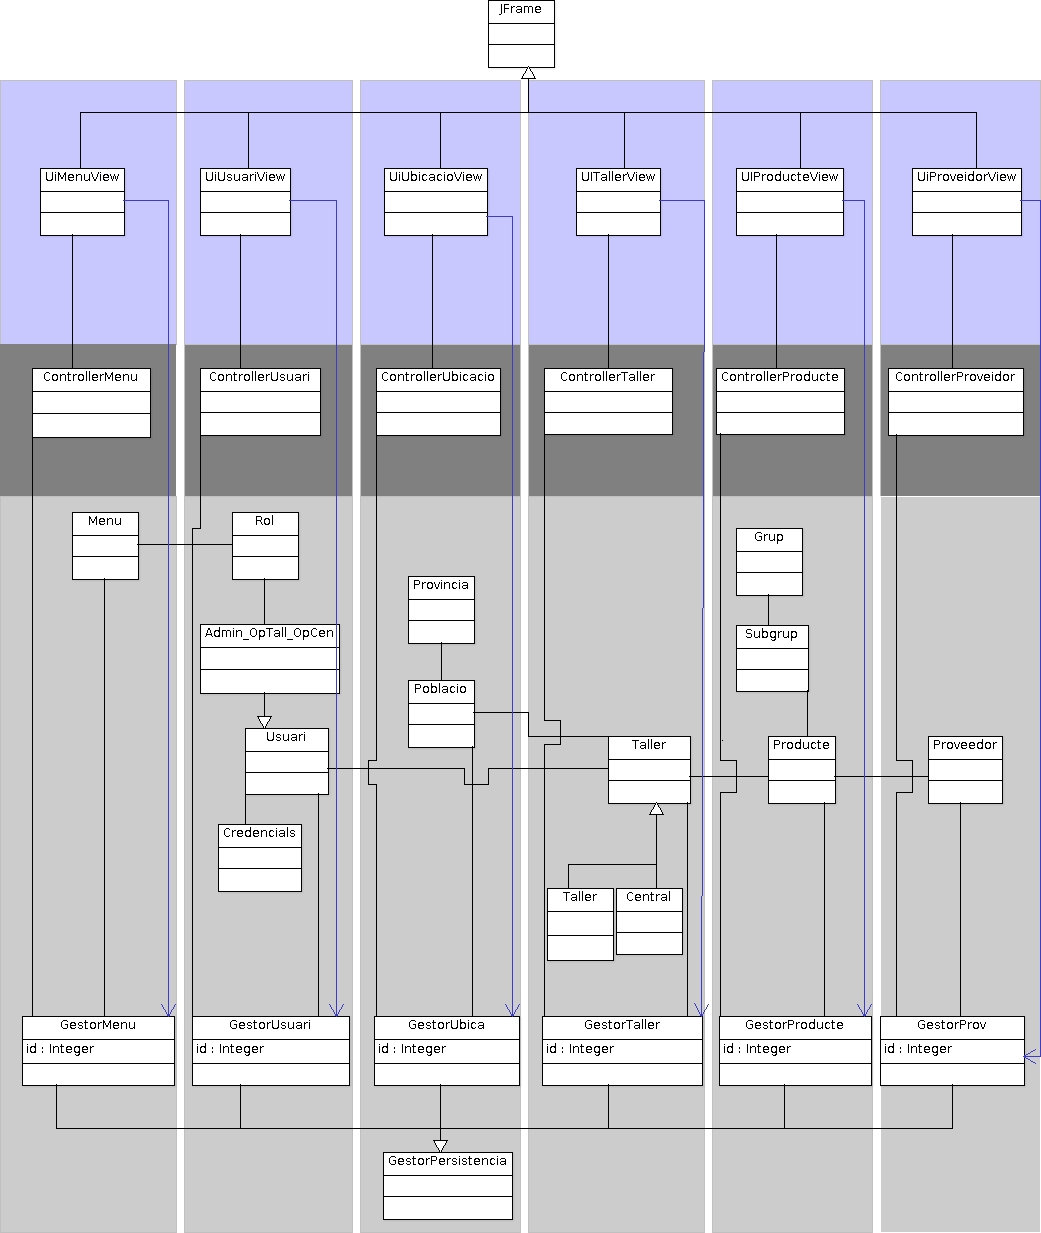 JFrame
UiMenuView
UiUsuariView
UiUbicacioView
UITallerView
UIProducteView
UiProveidorView
ControllerMenu
ControllerUsuari
ControllerUbicacio
ControllerTaller
ControllerProducte
ControllerProveidor
Menu
Rol
Grup
Provincia
Admin_OpTall_OpCen
Subgrup
Poblacio
Usuari
Taller
Producte
Proveedor
Credencials
Taller
Central
GestorMenu
id : Integer
GestorUsuari
id : Integer
GestorUbica
id : Integer
GestorTaller
id : Integer
GestorProducte
id : Integer
GestorProv
id : Integer
GestorPersistencia